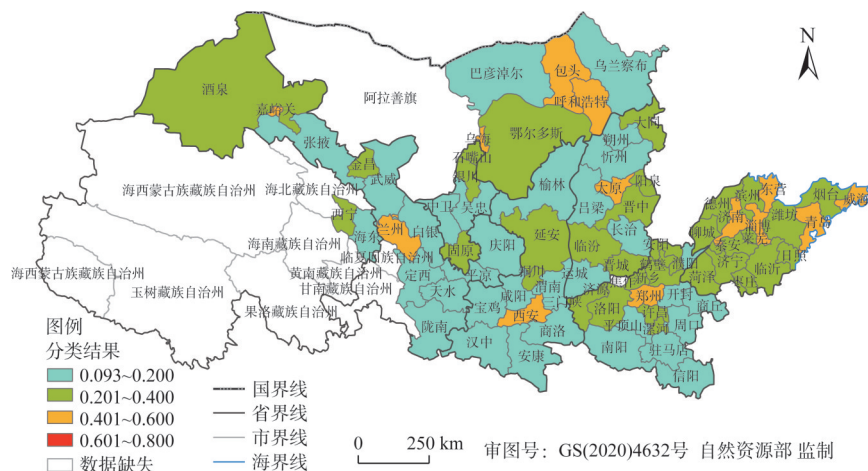 N
乌兰察布
巴彦淖尔
包头
呼和浩特
酒泉
阿拉善旗
嘉峪关
鄂尔多斯
大同
乌海
朔州
石嘴山
张掖
忻州
银川
金昌
武威
榆林
太原
阳泉
海西蒙古族藏族自治州
海北藏族自治州
滨州
东营
烟台
威海
德州
中卫
吴忠
吕梁
晋中
济南
淄博
潍坊
青岛
西宁
兰州
白银
聊城
海东
延安
长治
泰安
莱芜
日照
海南藏族自治州
固原
庆阳
临汾
安阳
临夏回族自治州
鹤壁
濮阳
济宁
临沂
海西蒙古族藏族自治州
黄南藏族自治州
定西
平凉
铜川
晋城
新乡
菏泽
枣庄
玉树藏族自治州
甘南藏族自治州
渭南
运城
济源
焦作
天水
咸阳
郑州
开封
果洛藏族自治州
宝鸡
西安
三门峡
洛阳
许昌
商丘
陇南
商洛
平顶山
漯河
周口
汉中
安康
南阳
驻马店
信阳
图例
分类结果
0.093~0.200
0.201~0.400
0.401~0.600
0.601~0.800
数据缺失
国界线
省界线
市界线
海界线
0 250 km
审图号：GS(2020)4632号 自然资源部 监制